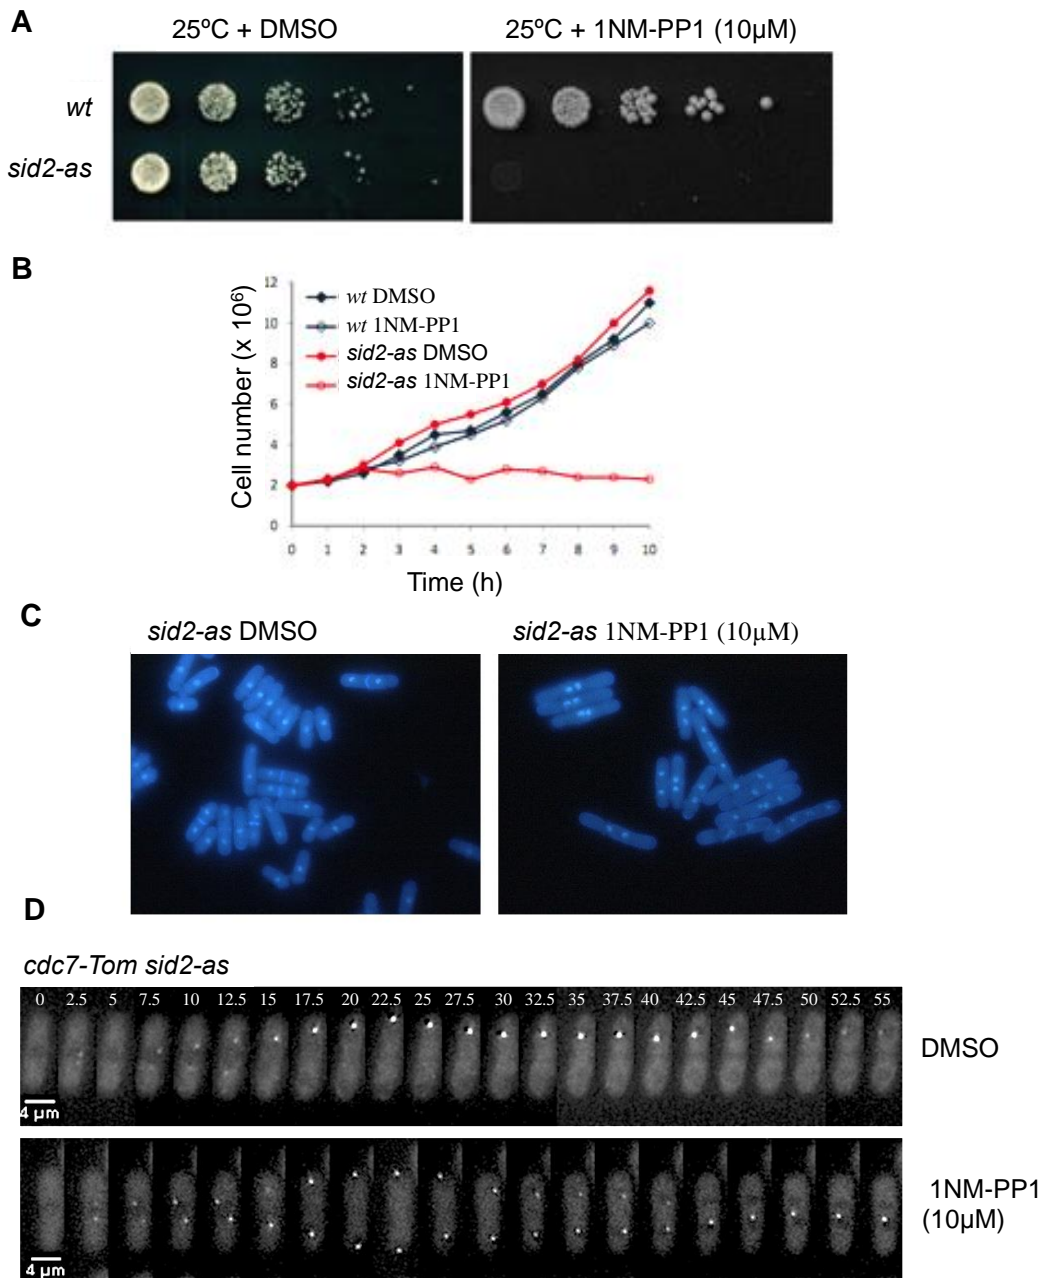 A
25ºC + DMSO
25ºC + 1NM-PP1 (10μM)
wt
sid2-as
B
Cell number (x 10⁶)
12
10
8
6
4
2
0
wt DMSO
wt 1NM-PP1
sid2-as DMSO
sid2-as 1NM-PP1
0 1 2 3 4 5 6 7 8 9 10
Time (h)
C
sid2-as DMSO
sid2-as 1NM-PP1 (10μM)
D
cdc7-Tom sid2-as
0 2.5 5 7.5 10 12.5 15 17.5 20 22.5 25 27.5 30 32.5 35 37.5 40 42.5 45 47.5 50 52.5 55
DMSO
4 μm
1NM-PP1
(10μM)
4 μm